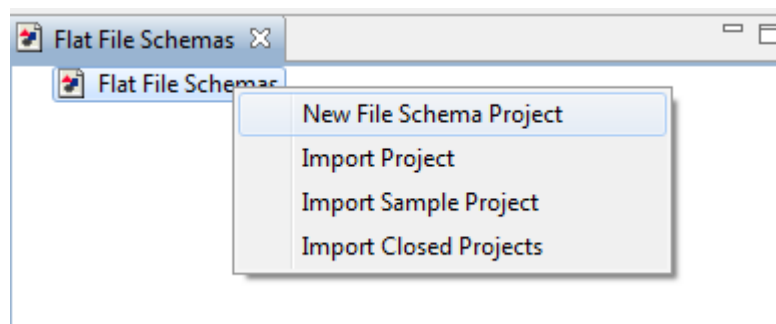 Flat File Schemas
Flat File Schemas
New File Schema Project
Import Project
Import Sample Project
Import Closed Projects